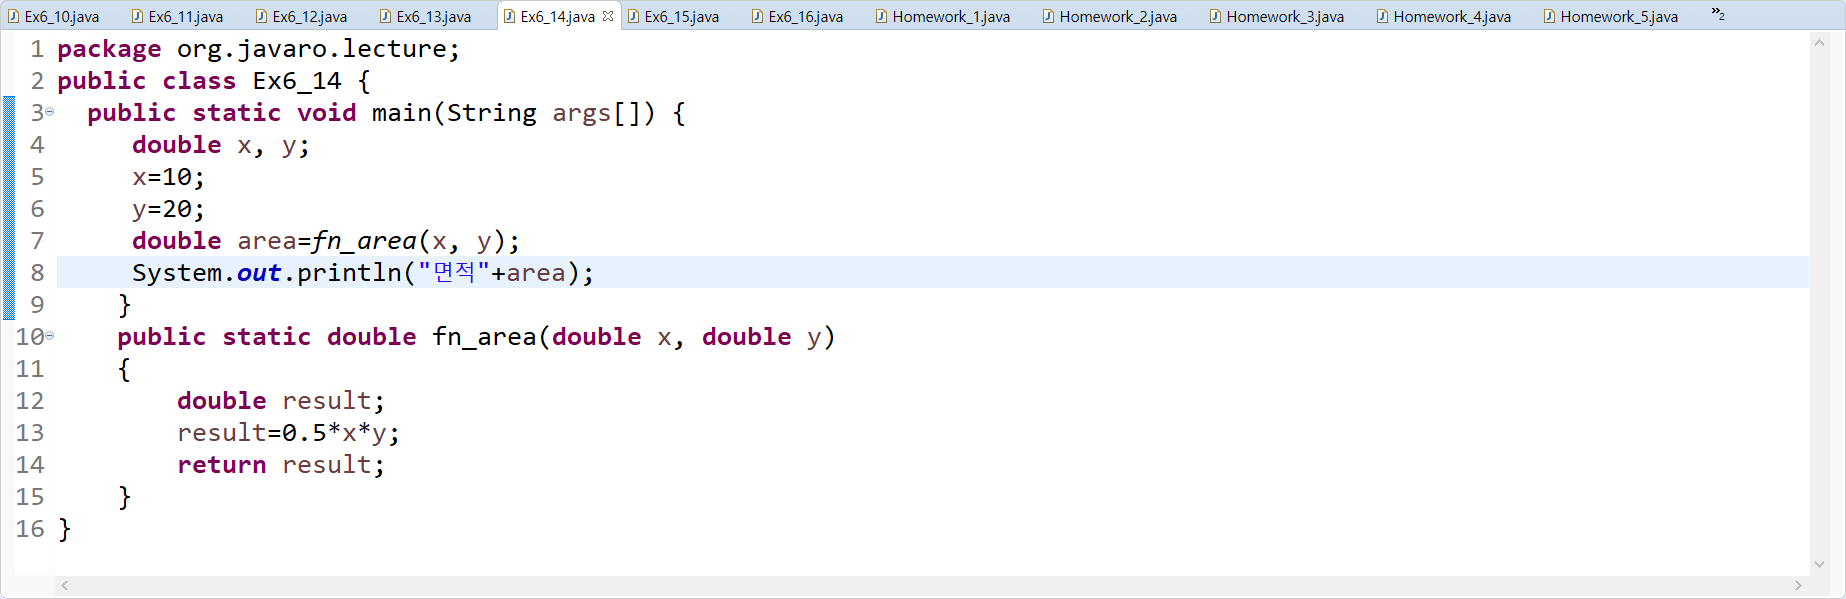 Ex6_10.java Ex6_11.java Ex6_12.java Ex6_13.java Ex6_14.java Ex6_15.java Ex6_16.java Homework_1.java Homework_2.java Homework_3.java Homework_4.java Homework_5.java »2
1 package org.javaro.lecture;
2 public class Ex6_14 {
3   public static void main(String args[]) {
4      double x, y;
5      x=10;
6      y=20;
7      double area=fn_area(x, y);
8      System.out.println("면적"+area);
9     }
10     public static double fn_area(double x, double y)
11     {
12         double result;
13         result=0.5*x*y;
14         return result;
15     }
16 }